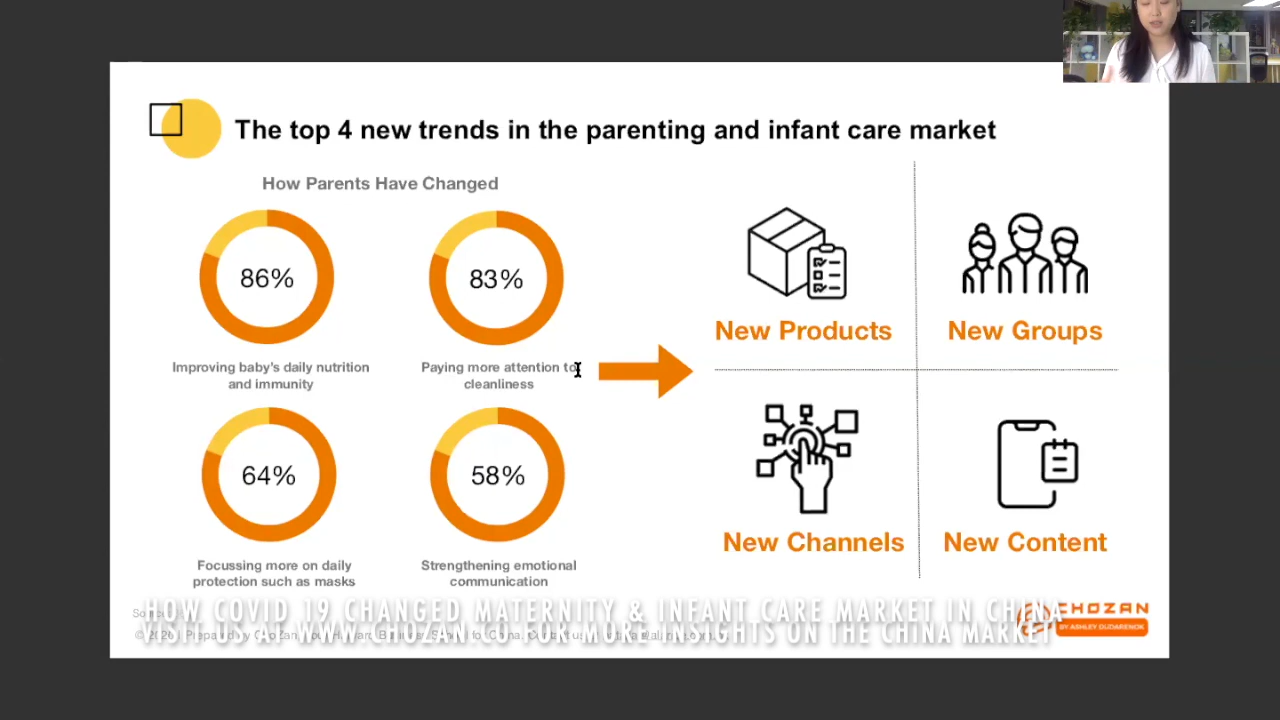 The top 4 new trends in the parenting and infant care market
How Parents Have Changed
86%
83%
Improving baby's daily nutrition
and immunity
Paying more attention to
cleanliness
64%
58%
Focussing more on daily
protection such as masks
Strengthening emotional
communication
New Products
New Groups
New Channels
New Content
HOW COVID 19 CHANGED MATERNITY & INFANT CARE MARKET IN CHINA
VISIT US AT WWW.CHOZAN.CO FOR MORE INSIGHTS ON THE CHINA MARKET
CHOZAN
BY ASHLEY DUDARENOK